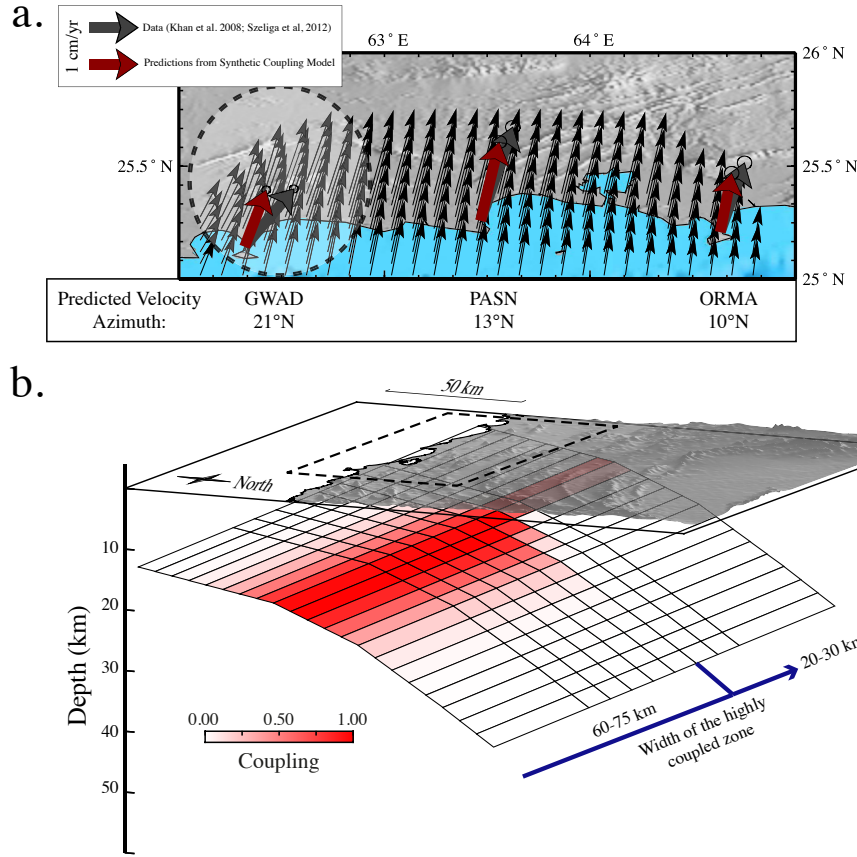 a.
1 cm/yr
Data (Khan et al. 2008; Szeliga et al, 2012)
Predictions from Synthetic Coupling Model
63° E
64° E
26° N
25.5° N
25.5° N
25° N
Predicted Velocity
Azimuth:
GWAD
21°N
PASN
13°N
ORMA
10°N
b.
50 km
North
10
20
30
40
50
Depth (km)
0.00
0.50
1.00
Coupling
60-75 km
Width of the highly
coupled zone
20-30 km